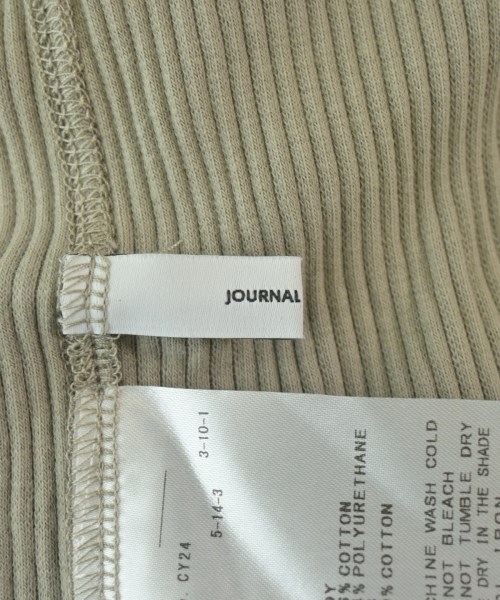 JOURNAL
CY24
5-14-3
3-10-1
% COTTON
% POLYURETHANE
% COTTON
WASH COLD
NOT BLEACH
NOT TUMBLE DRY
DRY IN THE SHADE